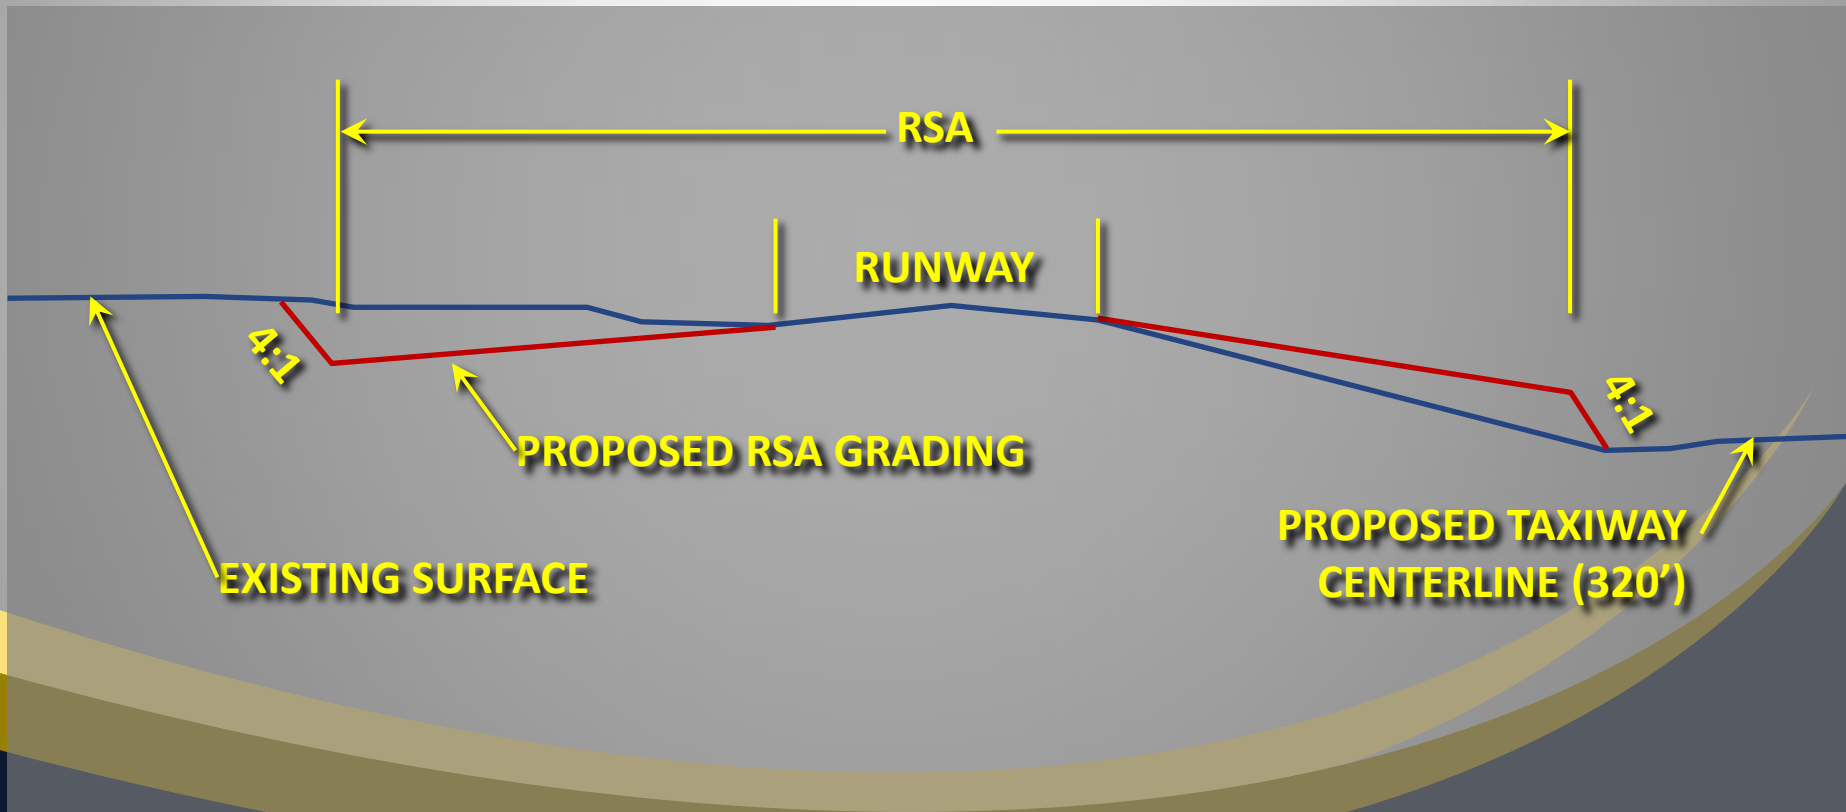 RSA
RUNWAY
4:1
4:1
PROPOSED RSA GRADING
PROPOSED TAXIWAY
CENTERLINE (320’)
EXISTING SURFACE